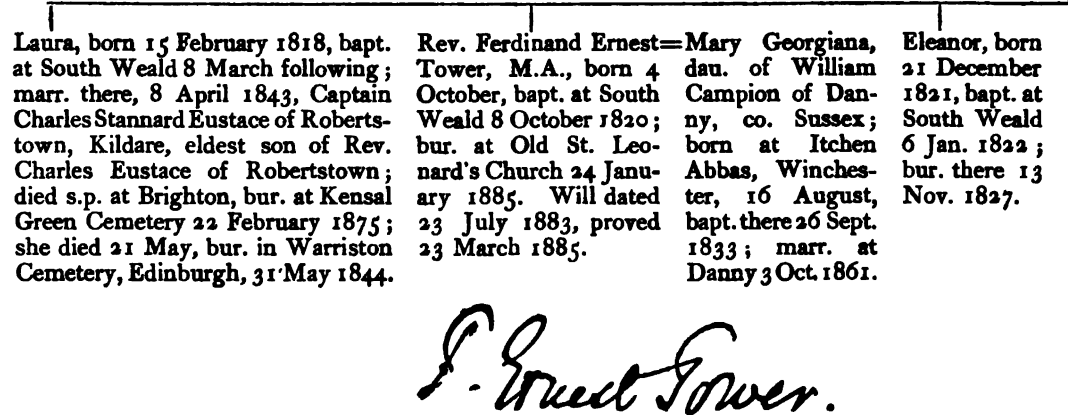 Laura, born 15 February 1818, bapt.
at South Weald 8 March following;
marr. there, 8 April 1843, Captain
Charles Stannard Eustace of Roberts-
town, Kildare, eldest son of Rev.
Charles Eustace of Robertstown;
died s.p. at Brighton, bur. at Kensal
Green Cemetery 22 February 1875;
she died 21 May, bur. in Warriston
Cemetery, Edinburgh, 31 May 1844.
Rev. Ferdinand Ernest=
Tower, M.A., born 4
October, bapt. at South
Weald 8 October 1820;
bur. at Old St. Leo-
nard's Church 24 Janu-
ary 1885. Will dated
23 July 1883, proved
23 March 1885.
Mary Georgiana,
dau. of William
Campion of Dan-
ny, co. Sussex;
born at Itchen
Abbas, Winches-
ter, 16 August,
bapt. there 26 Sept.
1833; marr. at
Danny 3 Oct. 1861.
Eleanor, born
21 December
1821, bapt. at
South Weald
6 Jan. 1822;
bur. there 13
Nov. 1827.
F. Ernest Tower.